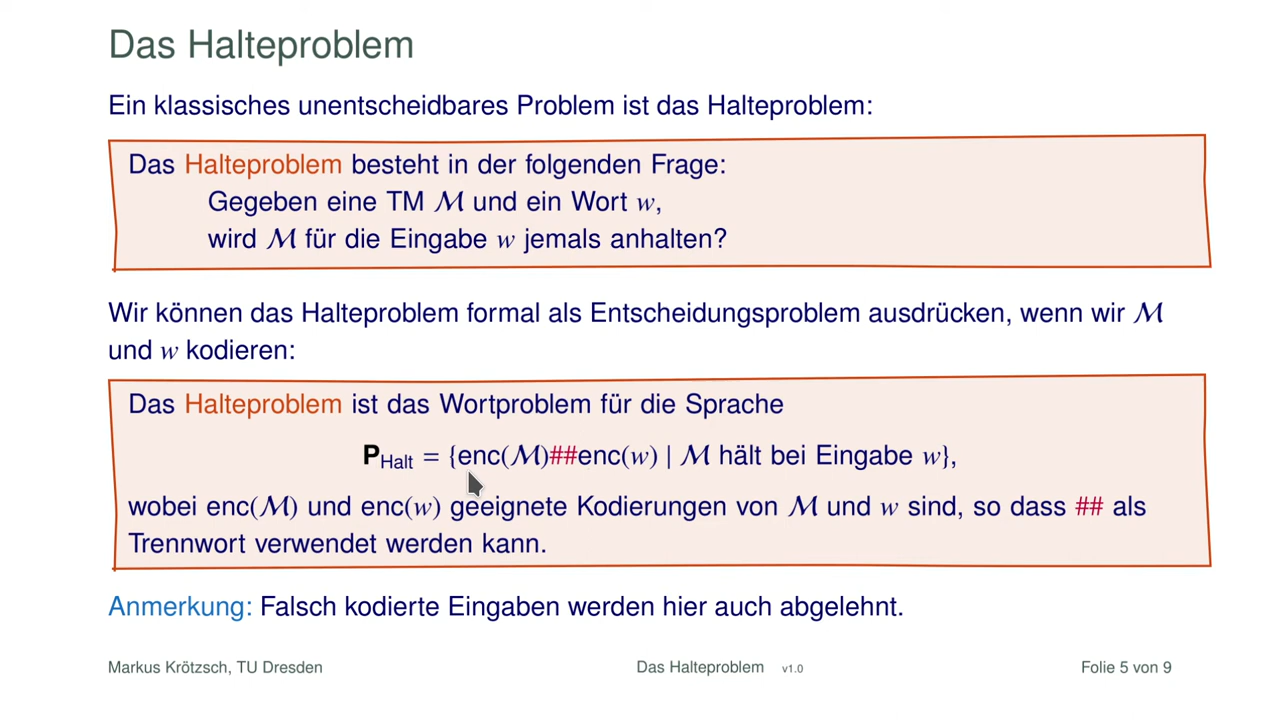 Das Halteproblem
Ein klassisches unentscheidbares Problem ist das Halteproblem:
Das Halteproblem besteht in der folgenden Frage:
Gegeben eine TM ℳ und ein Wort w,
wird ℳ für die Eingabe w jemals anhalten?
Wir können das Halteproblem formal als Entscheidungsproblem ausdrücken, wenn wir ℳ
und w kodieren:
Das Halteproblem ist das Wortproblem für die Sprache
P_Halt = {enc(ℳ)##enc(w) | ℳ hält bei Eingabe w},
wobei enc(ℳ) und enc(w) geeignete Kodierungen von ℳ und w sind, so dass ## als
Trennwort verwendet werden kann.
Anmerkung: Falsch kodierte Eingaben werden hier auch abgelehnt.
Markus Krötzsch, TU Dresden Das Halteproblem v1.0 Folie 5 von 9